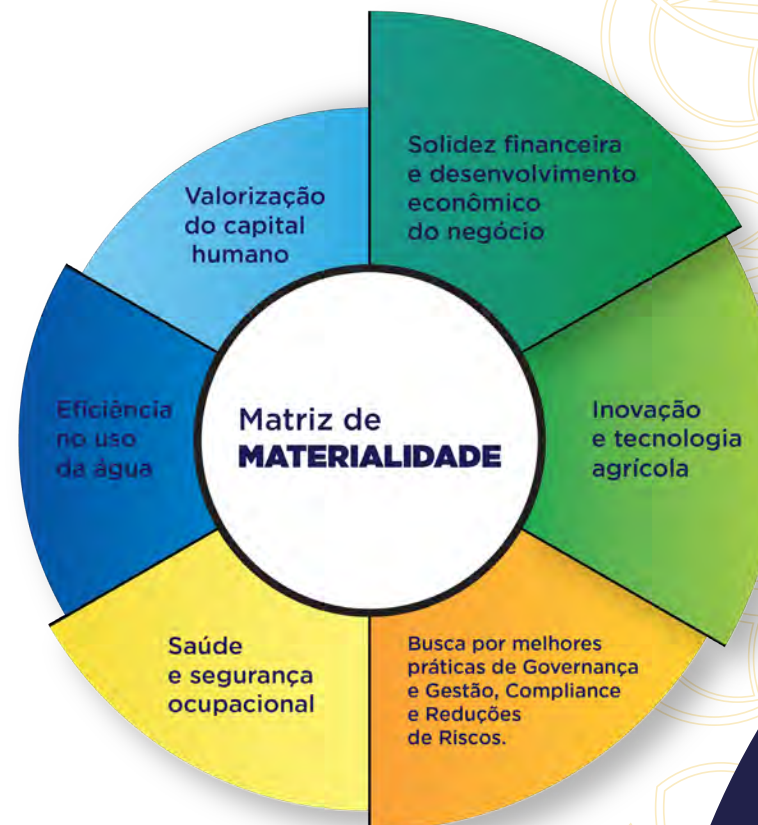 Solidez financeira
e desenvolvimento
econômico
do negócio
Valorização
do capital
humano
Inovação
e tecnologia
agrícola
Eficiência
no uso
da água
Matriz de
MATERIALIDADE
Saúde
e segurança
ocupacional
Busca por melhores
práticas de Governança
e Gestão, Compliance
e Reduções
de Riscos.